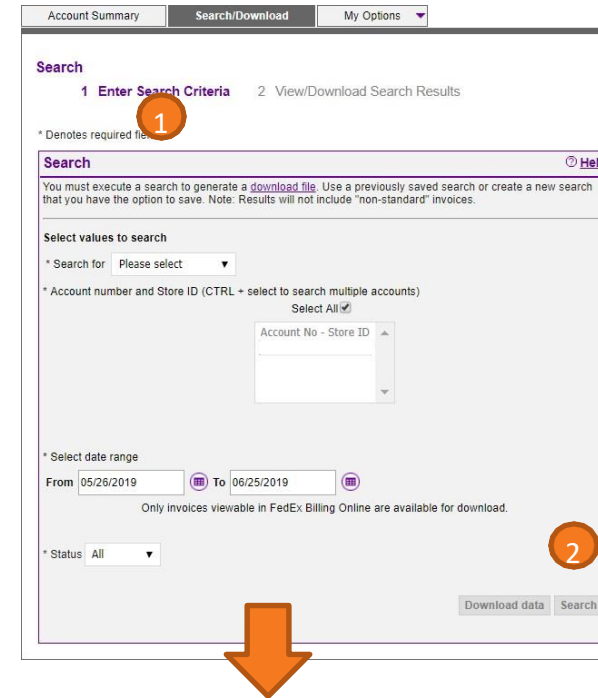 Account Summary Search/Download My Options
Search
1 Enter Search Criteria 2 View/Download Search Results
1
* Denotes required
Search
You must execute a search to generate a download file. Use a previously saved search or create a new search
that you have the option to save. Note: Results will not include "non-standard" invoices.
Select values to search
* Search for Please select
* Account number and Store ID (CTRL + select to search multiple accounts)
Select All
Account No - Store ID
* Select date range
From 05/26/2019 To 06/25/2019
Only invoices viewable in FedEx Billing Online are available for download.
* Status All
2
Download data Search